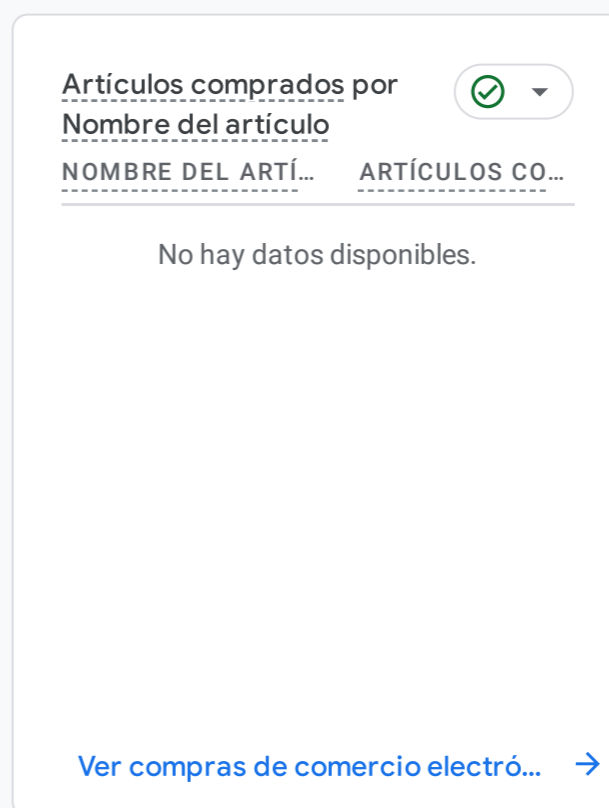 Artículos comprados por
Nombre del artículo
NOMBRE DEL ARTÍ… ARTÍCULOS CO…
No hay datos disponibles.
Ver compras de comercio electró…